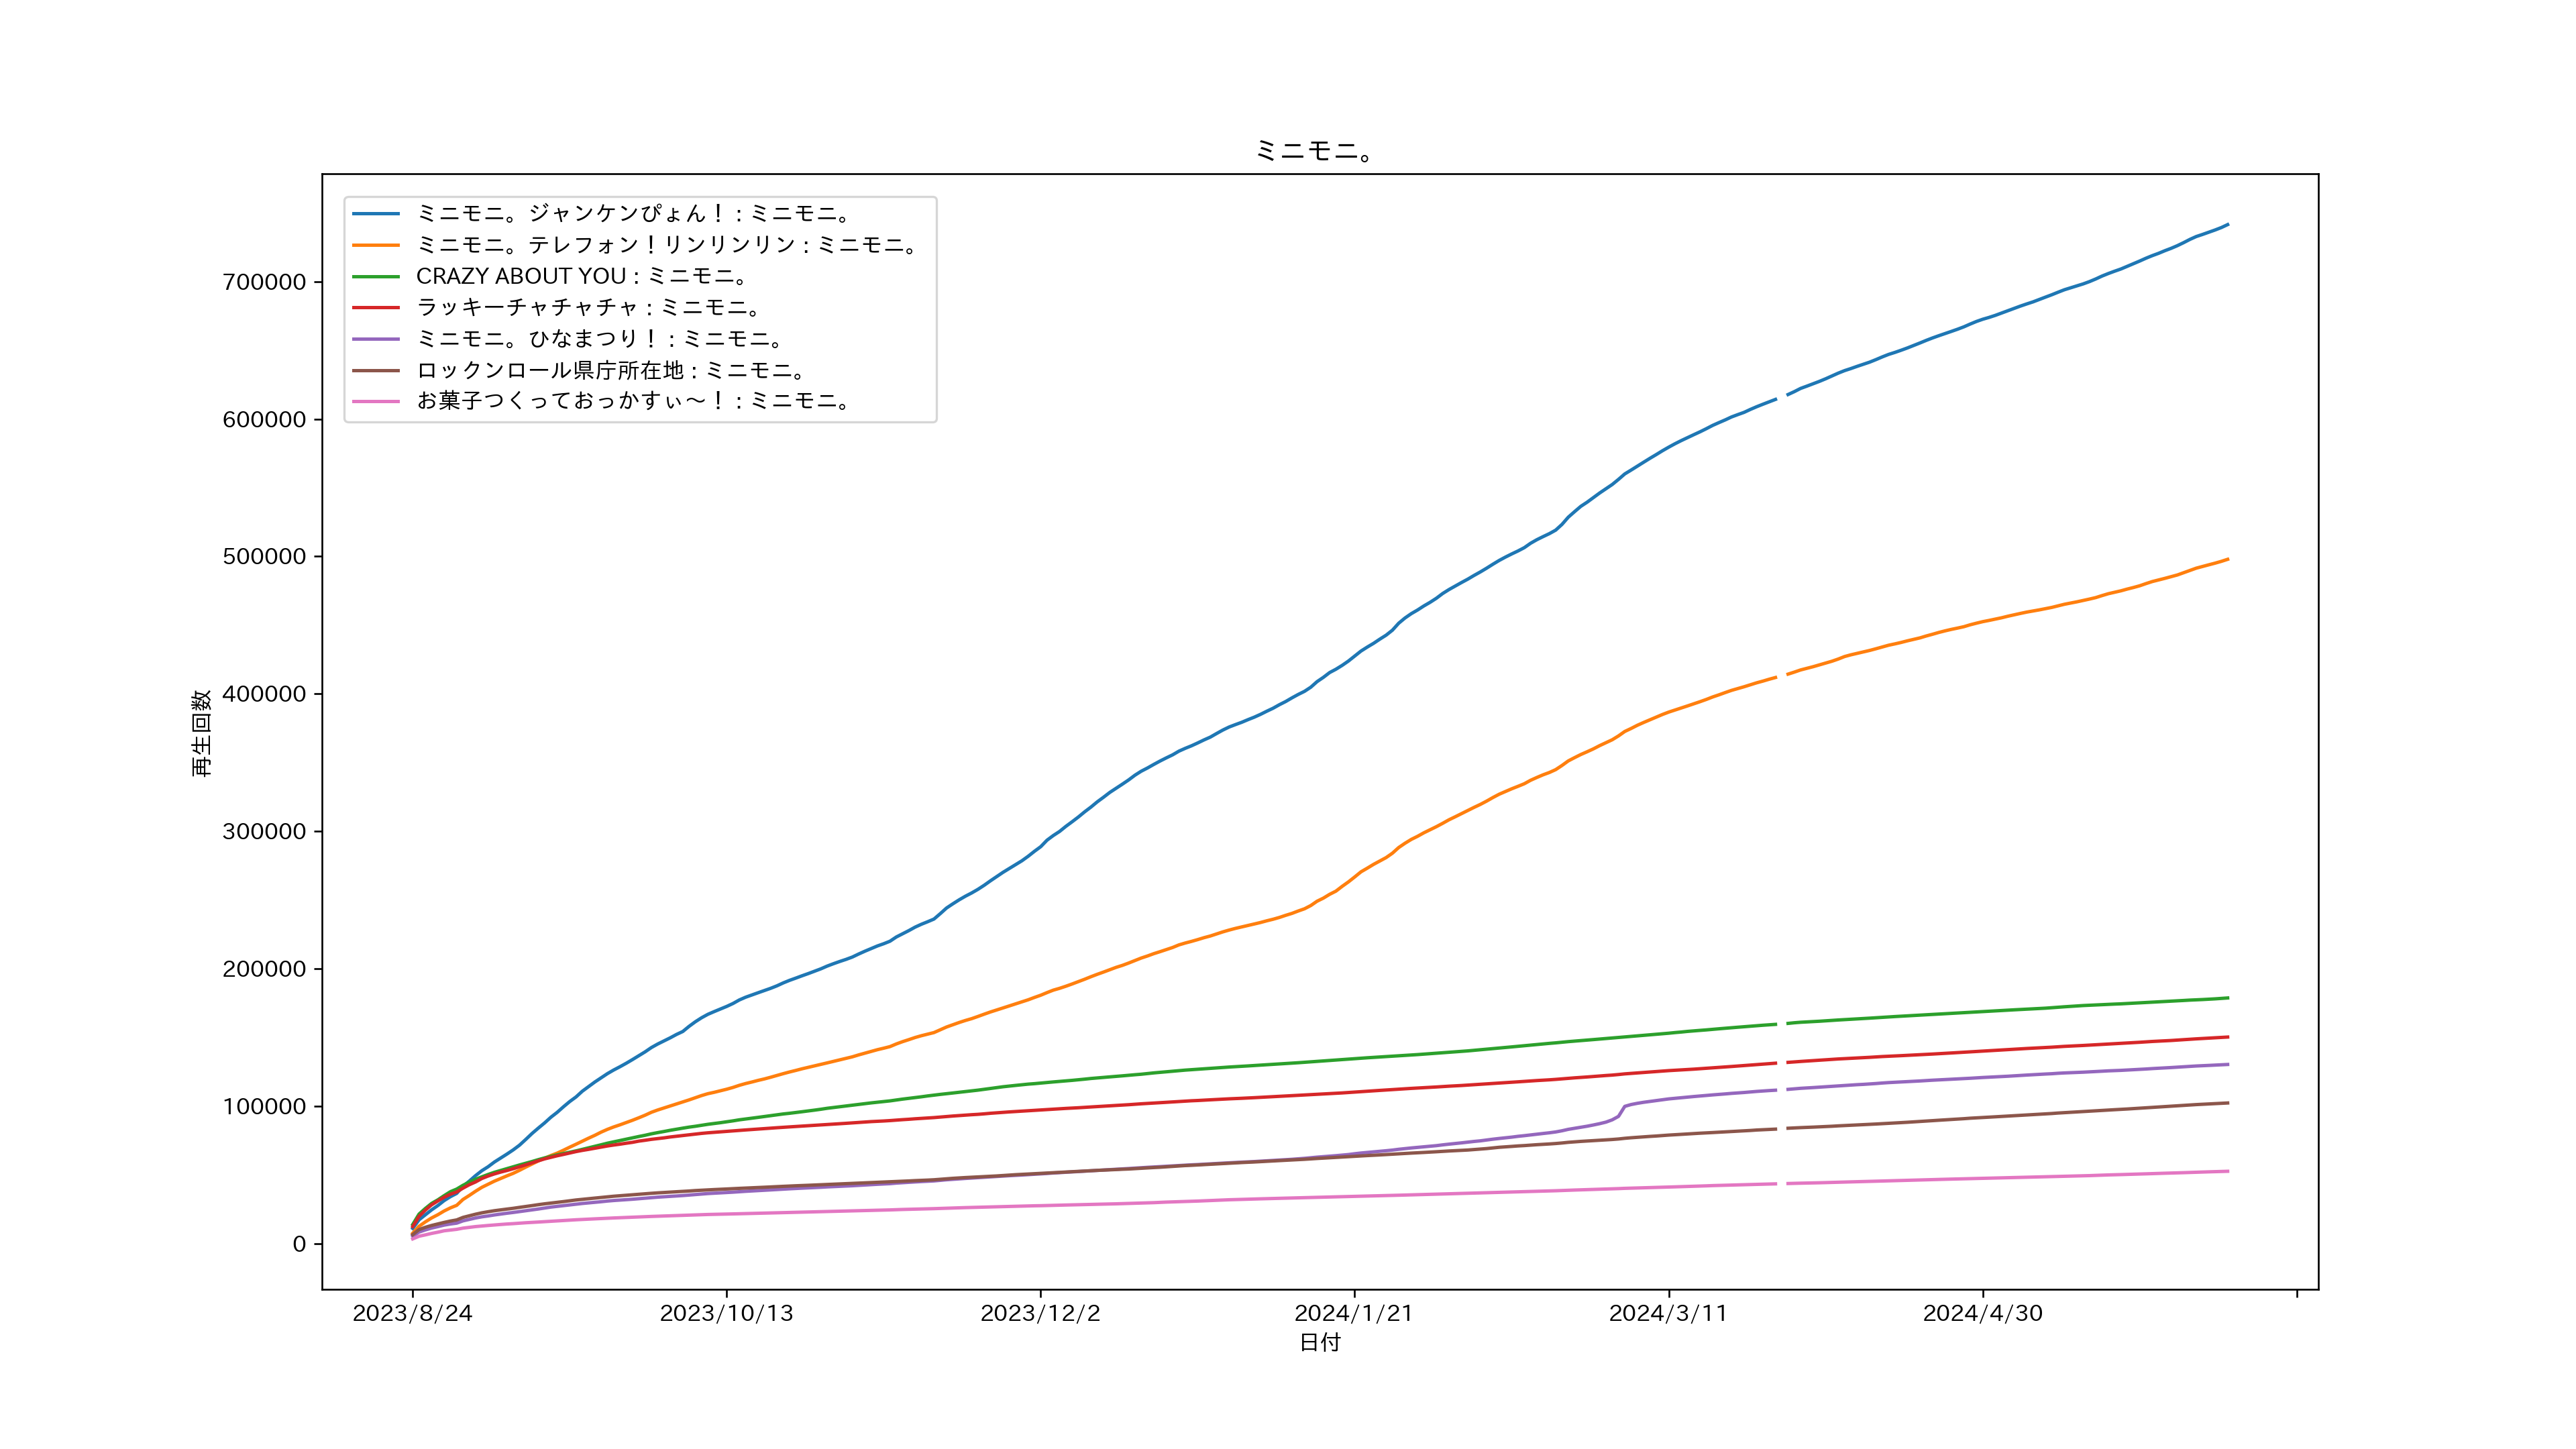 ミニモニ。
ミニモニ。ジャンケンぴょん! : ミニモニ。
ミニモニ。テレフォン!リンリンリン : ミニモニ。
CRAZY ABOUT YOU : ミニモニ。
ラッキーチャチャチャ : ミニモニ。
ミニモニ。ひなまつり! : ミニモニ。
ロックンロール県庁所在地 : ミニモニ。
お菓子つくっておっかすぃ〜! : ミニモニ。
再生回数
700000
600000
500000
400000
300000
200000
100000
0
2023/8/24
2023/10/13
2023/12/2
2024/1/21
2024/3/11
2024/4/30
日付